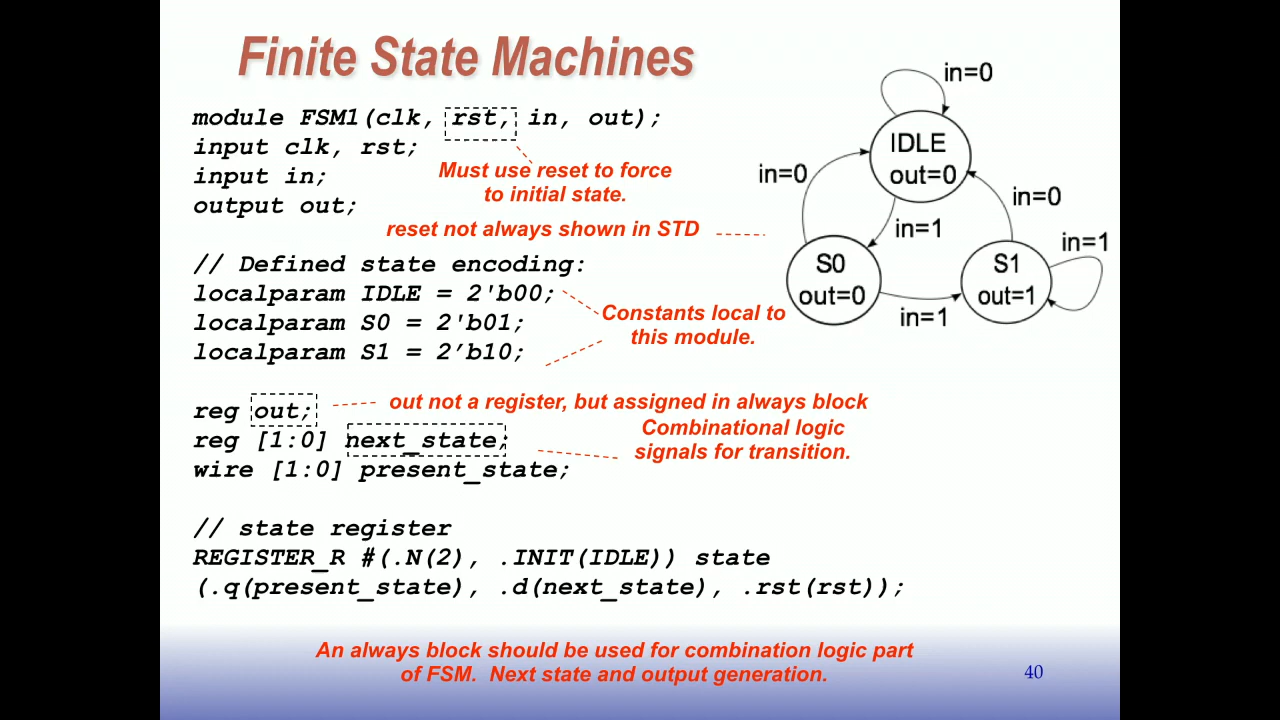 Finite State Machines
module FSM1(clk, rst, in, out);
input clk, rst;
input in;
output out;
Must use reset to force
to initial state.
reset not always shown in STD
// Defined state encoding:
localparam IDLE = 2'b00;
localparam S0 = 2'b01;
localparam S1 = 2’b10;
Constants local to
this module.
reg out;
out not a register, but assigned in always block
reg [1:0] next_state;
Combinational logic
signals for transition.
wire [1:0] present_state;
// state register
REGISTER_R #(.N(2), .INIT(IDLE)) state
(.q(present_state), .d(next_state), .rst(rst));
in=0
IDLE
out=0
in=0
in=0
in=1
in=1
S0
out=0
S1
out=1
in=1
An always block should be used for combination logic part
of FSM. Next state and output generation.
40